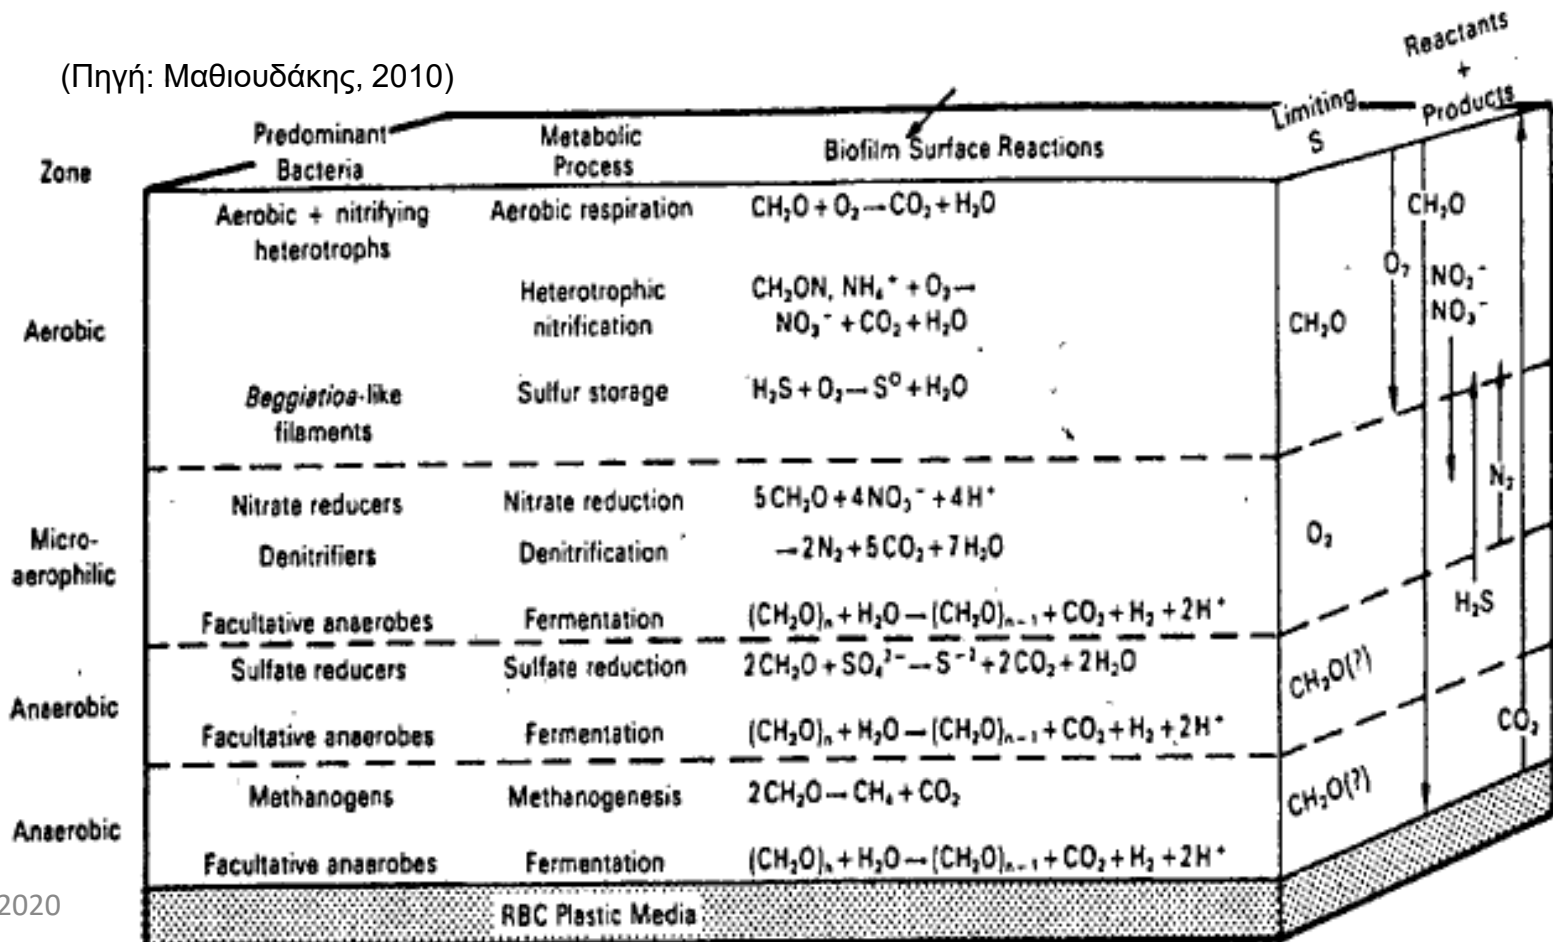 (Πηγή: Μαθιουδάκης, 2010)
Reactants
+
Products
Limiting
S
Zone
Predominant
Bacteria
Metabolic
Process
Biofilm Surface Reactions
Aerobic
Aerobic + nitrifying
heterotrophs
Aerobic respiration
CH₂O + O₂ → CO₂ + H₂O
Heterotrophic
nitrification
CH₂ON, NH₄⁺ + O₂ →
NO₃⁻ + CO₂ + H₂O
Beggiatioa-like
filaments
Sulfur storage
H₂S + O₂ → S⁰ + H₂O
CH₂O
O₂
CH₂O
NO₂⁻
NO₃⁻
Micro-
aerophilic
Nitrate reducers
Nitrate reduction
5CH₂O + 4NO₃⁻ + 4H⁺
Denitrifiers
Denitrification
→ 2N₂ + 5CO₂ + 7H₂O
Facultative anaerobes
Fermentation
(CH₂O)ₙ + H₂O → (CH₂O)ₙ₋₁ + CO₂ + H₂ + 2H⁺
O₂
N₂
H₂S
Anaerobic
Sulfate reducers
Sulfate reduction
2CH₂O + SO₄²⁻ → S⁻² + 2CO₂ + 2H₂O
Facultative anaerobes
Fermentation
(CH₂O)ₙ + H₂O → (CH₂O)ₙ₋₁ + CO₂ + H₂ + 2H⁺
CH₂O(?)
CO₂
Anaerobic
Methanogens
Methanogenesis
2CH₂O → CH₄ + CO₂
Facultative anaerobes
Fermentation
(CH₂O)ₙ + H₂O → (CH₂O)ₙ₋₁ + CO₂ + H₂ + 2H⁺
CH₂O(?)
RBC Plastic Media
2020